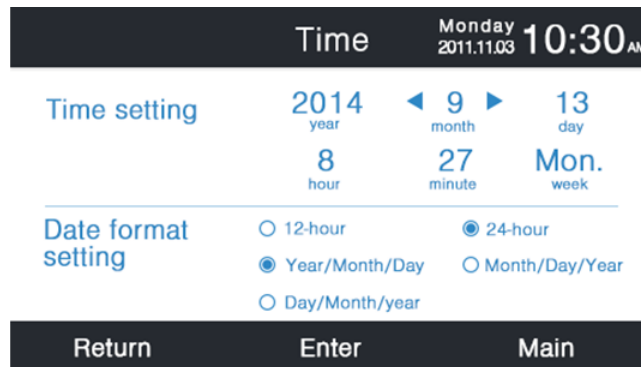 Time
Monday
2011.11.03 10:30 AM
Time setting
2014 9 13
year month day
8 27 Mon.
hour minute week
Date format setting
12-hour 24-hour
Year/Month/Day Month/Day/Year
Day/Month/year
Return Enter Main